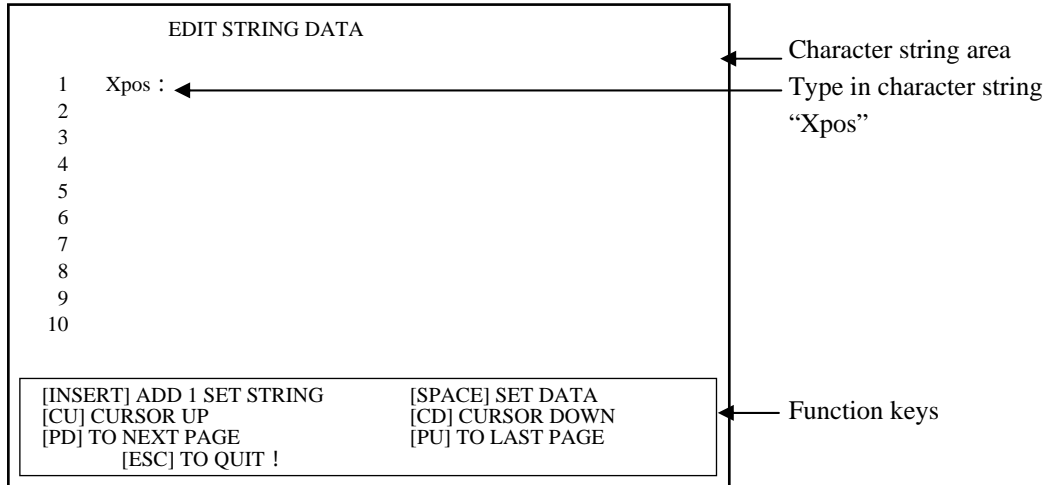 EDIT STRING DATA
Character string area
1 Xpos：
Type in character string
“Xpos”
2
3
4
5
6
7
8
9
10
[INSERT] ADD 1 SET STRING [SPACE] SET DATA
[CU] CURSOR UP [CD] CURSOR DOWN
[PD] TO NEXT PAGE [PU] TO LAST PAGE
[ESC] TO QUIT！
Function keys